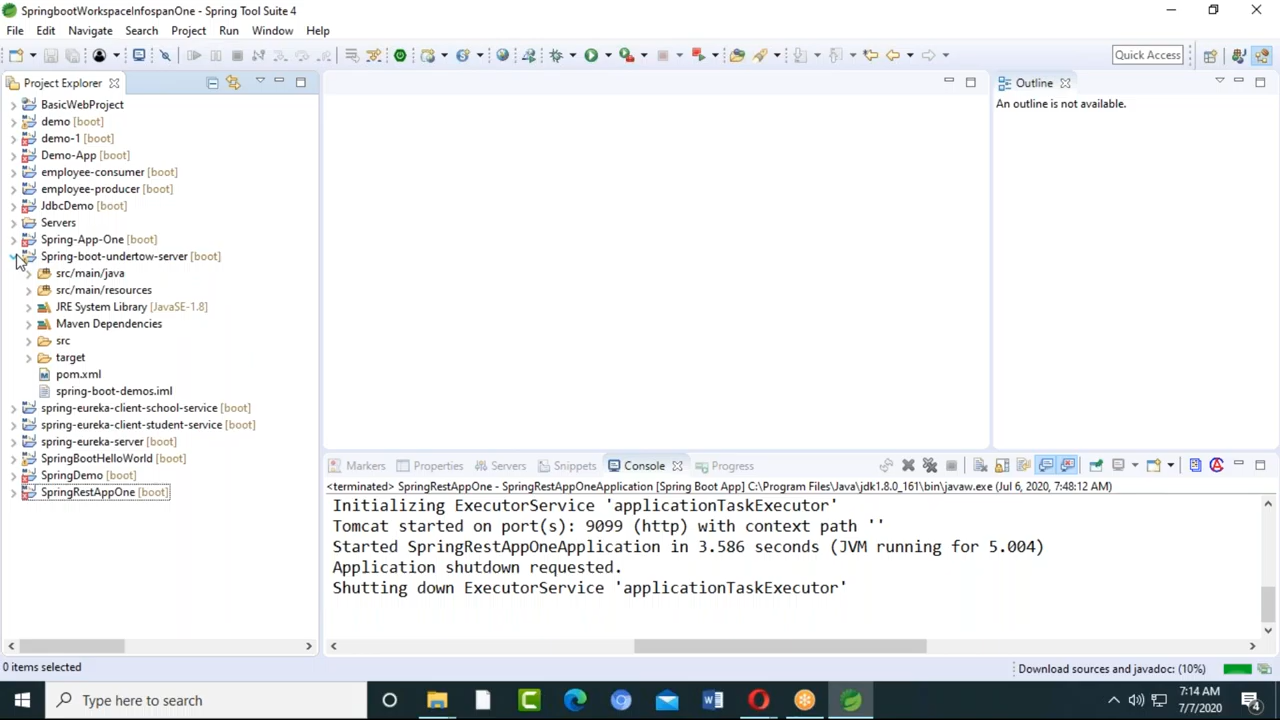 SpringbootWorkspaceInfospanOne - Spring Tool Suite 4
File Edit Navigate Search Project Run Window Help
Quick Access
Project Explorer
BasicWebProject
demo [boot]
demo-1 [boot]
Demo-App [boot]
employee-consumer [boot]
employee-producer [boot]
JdbcDemo [boot]
Servers
Spring-App-One [boot]
Spring-boot-undertow-server [boot]
src/main/java
src/main/resources
JRE System Library [JavaSE-1.8]
Maven Dependencies
src
target
pom.xml
spring-boot-demos.iml
spring-eureka-client-school-service [boot]
spring-eureka-client-student-service [boot]
spring-eureka-server [boot]
SpringBootHelloWorld [boot]
SpringDemo [boot]
SpringRestAppOne [boot]
Outline
An outline is not available.
Markers Properties Servers Snippets Console Progress
<terminated> SpringRestAppOne - SpringRestAppOneApplication [Spring Boot App] C:\Program Files\Java\jdk1.8.0_161\bin\javaw.exe (Jul 6, 2020, 7:48:12 AM)
Initializing ExecutorService 'applicationTaskExecutor'
Tomcat started on port(s): 9099 (http) with context path ''
Started SpringRestAppOneApplication in 3.586 seconds (JVM running for 5.004)
Application shutdown requested.
Shutting down ExecutorService 'applicationTaskExecutor'
0 items selected
Download sources and javadoc: (10%)
Type here to search
7:14 AM
7/7/2020
4